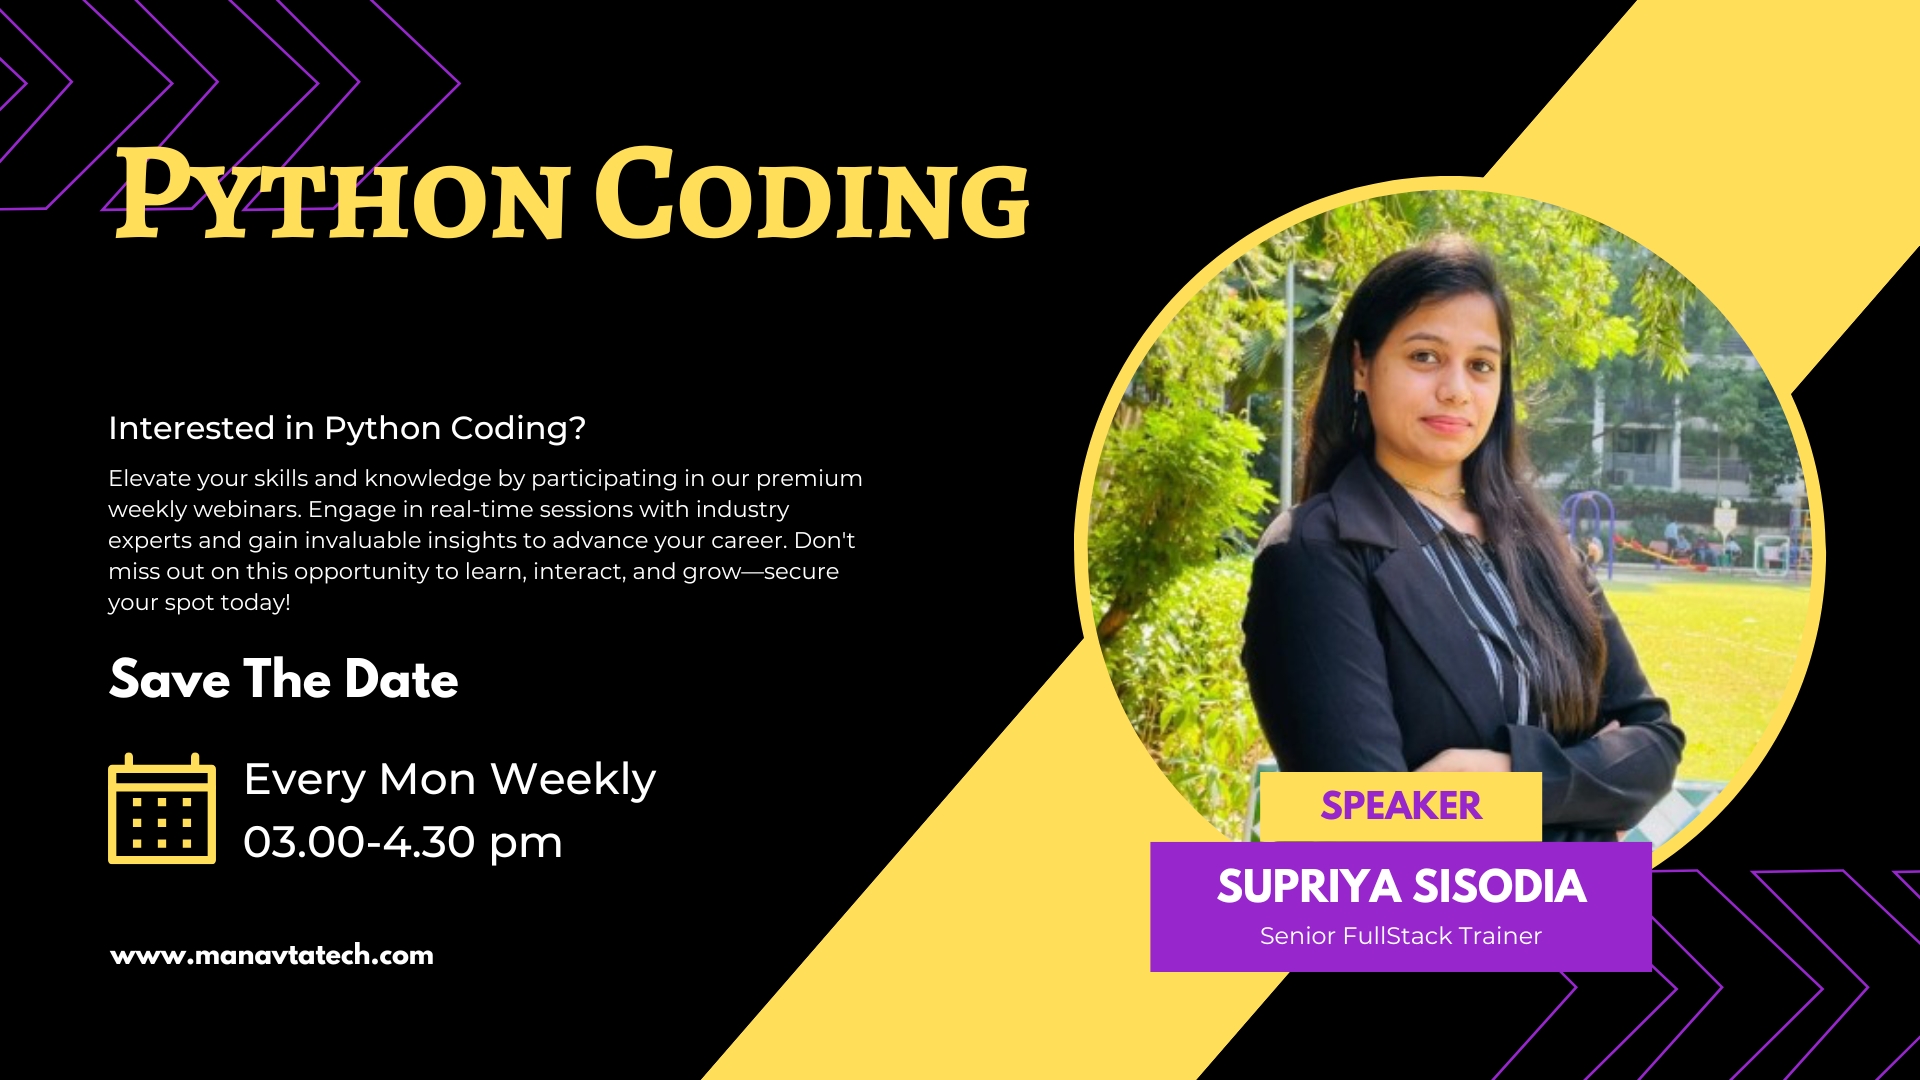 Python Coding
Interested in Python Coding?
Elevate your skills and knowledge by participating in our premium
weekly webinars. Engage in real-time sessions with industry
experts and gain invaluable insights to advance your career. Don't
miss out on this opportunity to learn, interact, and grow—secure
your spot today!
Save The Date
Every Mon Weekly
03.00-4.30 pm
www.manavtatech.com
SPEAKER
SUPRIYA SISODIA
Senior FullStack Trainer